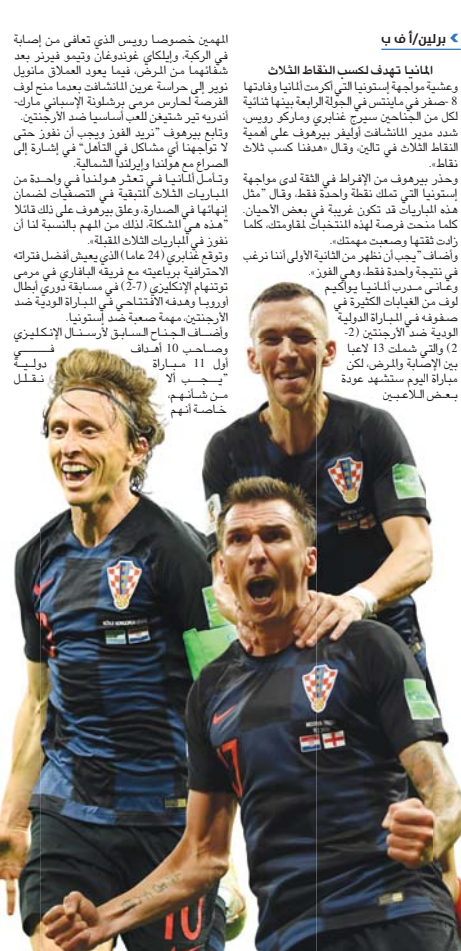 برلين/أ ف ب
المانيا تهدف لكسب النقاط الثلاث
وعشية مواجهة إستونيا التي أكرمت ألمانيا وفادتها
8 -صفر في ماينتس في الجولة الرابعة بينها ثنائية
لكل من الجناحين سيرج غنابري وماركو رويس،
شدد مدير المانشافت أوليفر بيرهوف على أهمية
النقاط الثلاث في تالين، وقال «هدفنا كسب ثلاث
نقاط».
وحذر بيرهوف من الإفراط في الثقة لدى مواجهة
إستونيا التي تملك نقطة واحدة فقط، وقال "مثل
هذه المباريات قد تكون غريبة في بعض الأحيان.
كلما منحت فرصة لهذه المنتخبات لمقاومتك، كلما
زادت ثقتها وصعبت مهمتك».
وأضاف "يجب أن نظهر من الثانية الأولى أننا نرغب
في نتيجة واحدة فقط، وهي الفوز».
وعانى مدرب ألمانيا يواكيم
لوف من الغيابات الكثيرة في
صفوفه في المباراة الدولية
الودية ضد الأرجنتين (2-
2) والتي شملت 13 لاعبا
بين الإصابة والمرض، لكن
مباراة اليوم ستشهد عودة
بعض اللاعبين
المهمين خصوصا رويس الذي تعافى من إصابة
في الركبة، وإيلكاي غوندوغان وتيمو فيرنر بعد
شفائهما من المرض، فيما يعود العملاق مانويل
نوير إلى حراسة عرين المانشافت بعدما منح لوف
الفرصة لحارس مرمى برشلونة الإسباني مارك-
أندريه تير شتيغن للعب أساسيا ضد الأرجنتين.
وتابع بيرهوف "نريد الفوز ويجب أن نفوز حتى
لا تواجهنا أي مشاكل في التأهل" في إشارة إلى
الصراع مع هولندا وإيرلندا الشمالية.
وتأمل ألمانيا في تعثر هولندا في واحدة من
المباريات الثلاث المتبقية في التصفيات لضمان
إنهائها في الصدارة، وعلق بيرهوف على ذلك قائلا
"هذه هي المشكلة، لذلك من المهم بالنسبة لنا أن
نفوز في المباريات الثلاث المقبلة».
وتوقع غنابري (24 عاما) الذي يعيش أفضل فتراته
الاحترافية برباعيته مع فريقه البافاري في مرمى
توتنهام الإنكليزي (7-2) في مسابقة دوري أبطال
أوروبا وهدفه الافتتاحي في المباراة الودية ضد
الأرجنتين، مهمة صعبة ضد إستونيا.
وأضاف الجناح السابق لأرسنال الإنكليزي
وصاحب 10 أهداف في
أول 11 مباراة دولية
"يجب ألا نقلل
من شأنهم،
خاصة أنهم